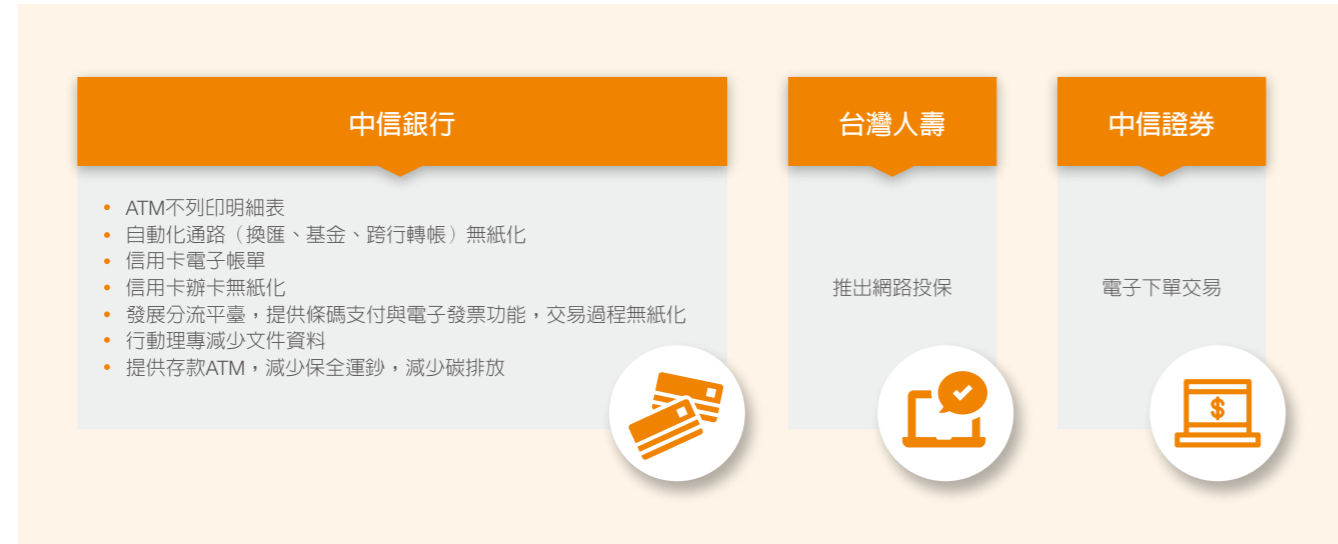 中信銀行
• ATM不列印明細表
• 自動化通路（換匯、基金、跨行轉帳）無紙化
• 信用卡電子帳單
• 信用卡辦卡無紙化
• 發展分流平臺，提供條碼支付與電子發票功能，交易過程無紙化
• 行動理專減少文件資料
• 提供存款ATM，減少保全運鈔，減少碳排放
台灣人壽
推出網路投保
中信證券
電子下單交易
$